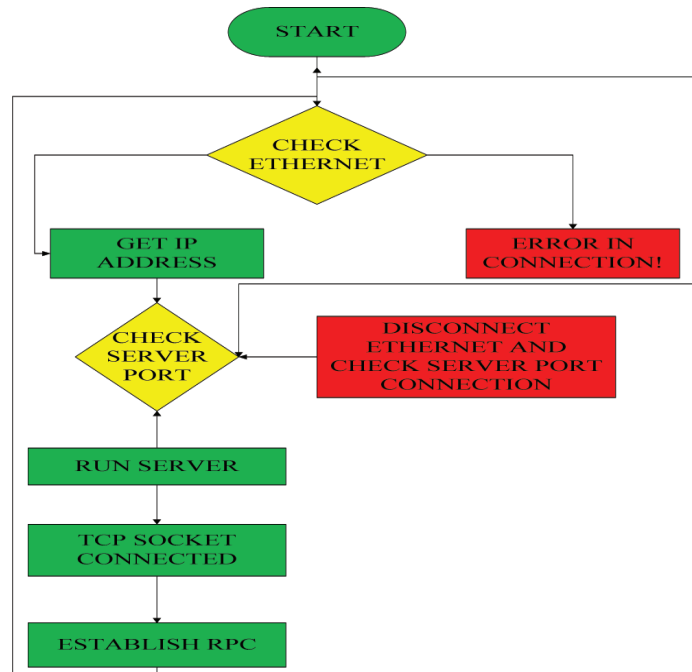 START
CHECK
ETHERNET
GET IP
ADDRESS
ERROR IN
CONNECTION!
CHECK
SERVER
PORT
DISCONNECT
ETHERNET AND
CHECK SERVER PORT
CONNECTION
RUN SERVER
TCP SOCKET
CONNECTED
ESTABLISH RPC